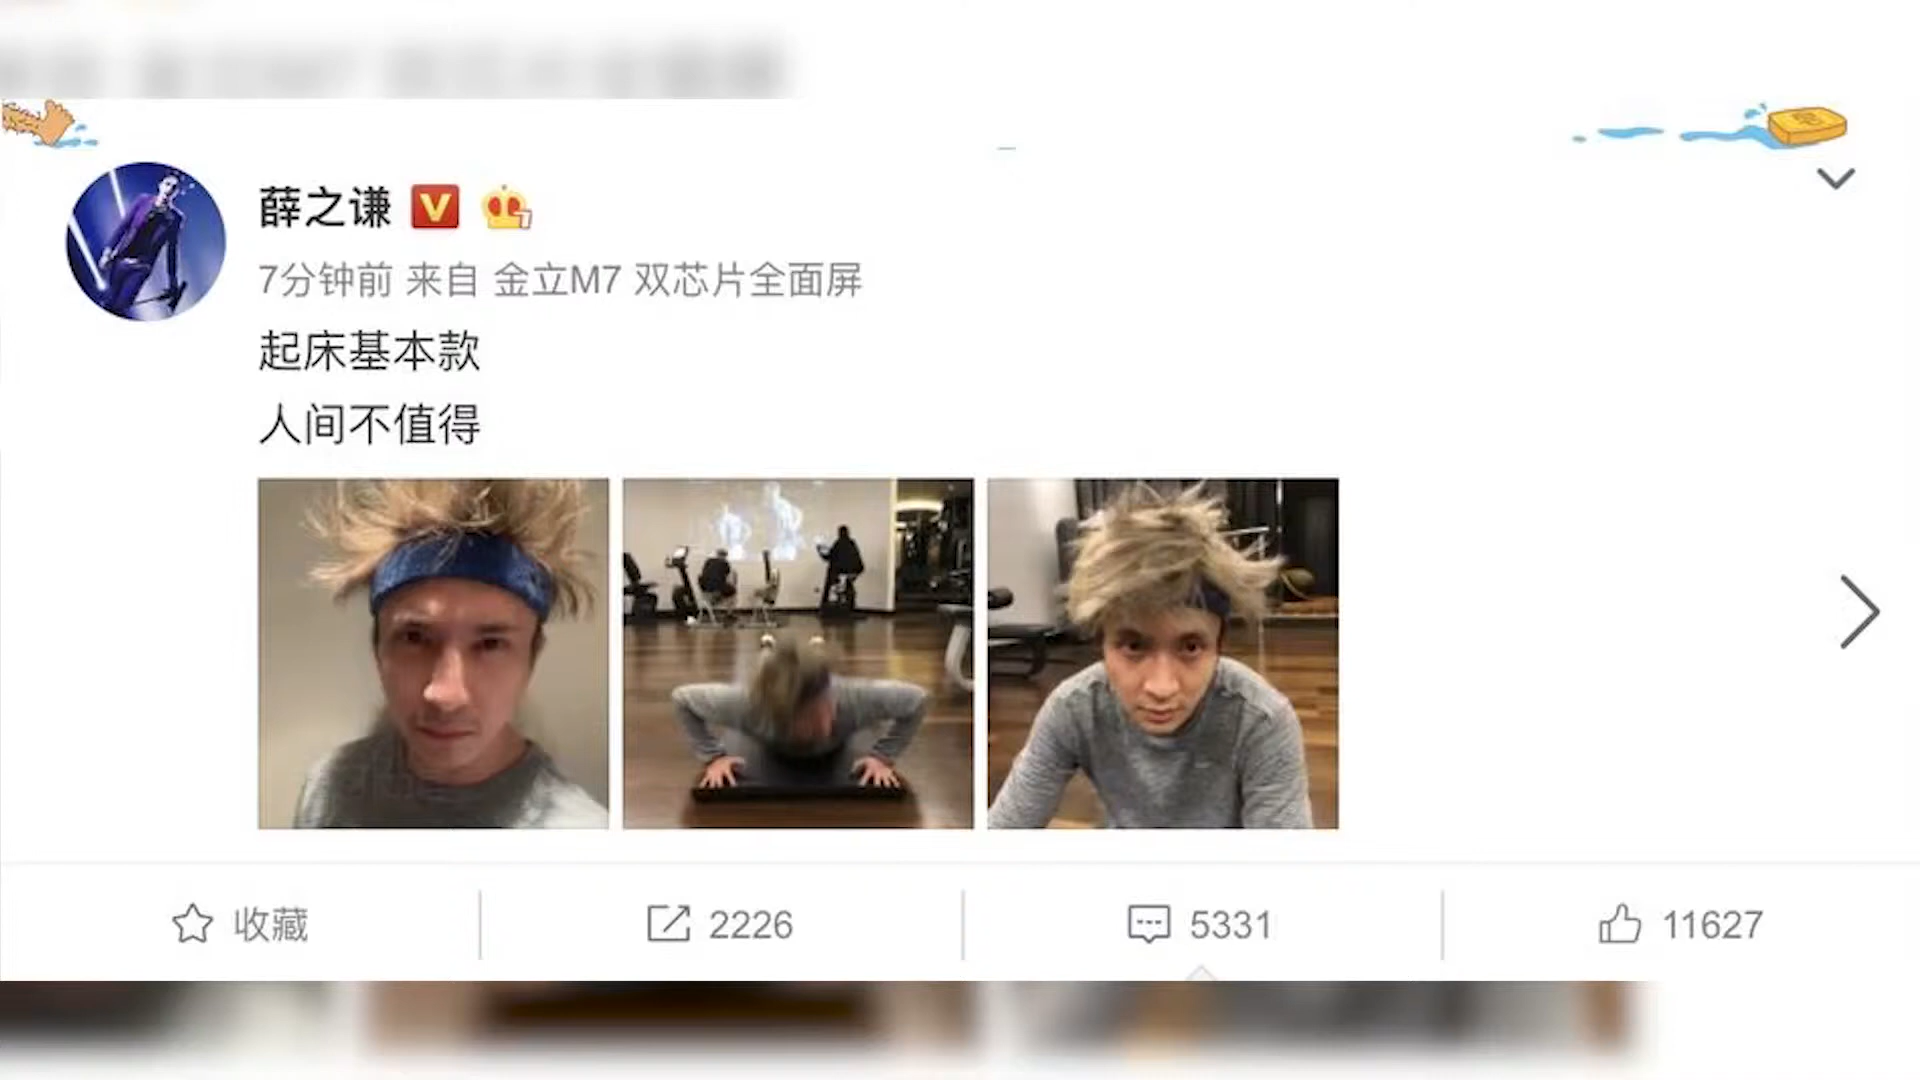 薛之谦
7分钟前 来自 金立M7 双芯片全面屏
起床基本款
人间不值得
收藏
2226
5331
11627